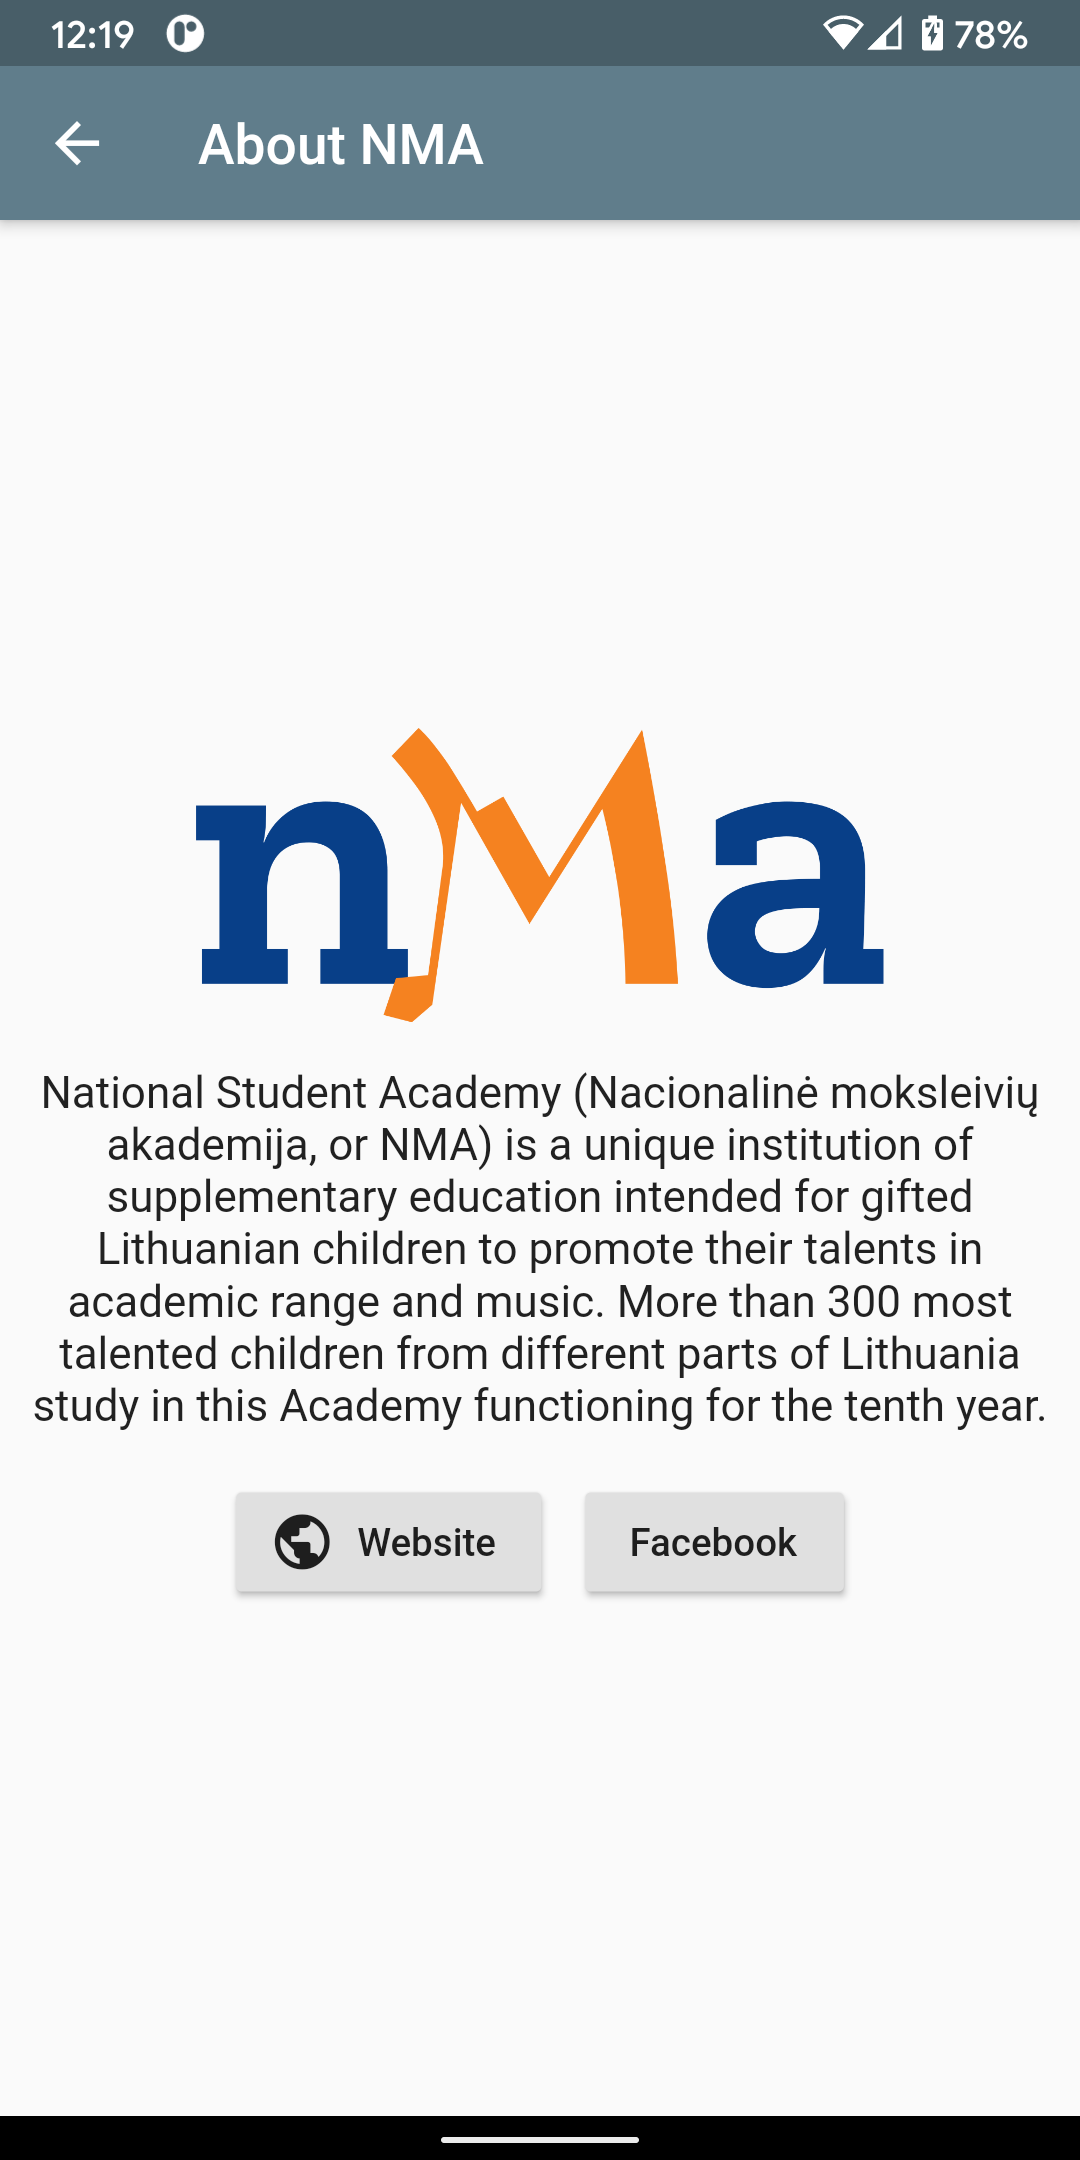 12:19
78%
About NMA
nMa
National Student Academy (Nacionalinė moksleivių
akademija, or NMA) is a unique institution of
supplementary education intended for gifted
Lithuanian children to promote their talents in
academic range and music. More than 300 most
talented children from different parts of Lithuania
study in this Academy functioning for the tenth year.
Website
Facebook